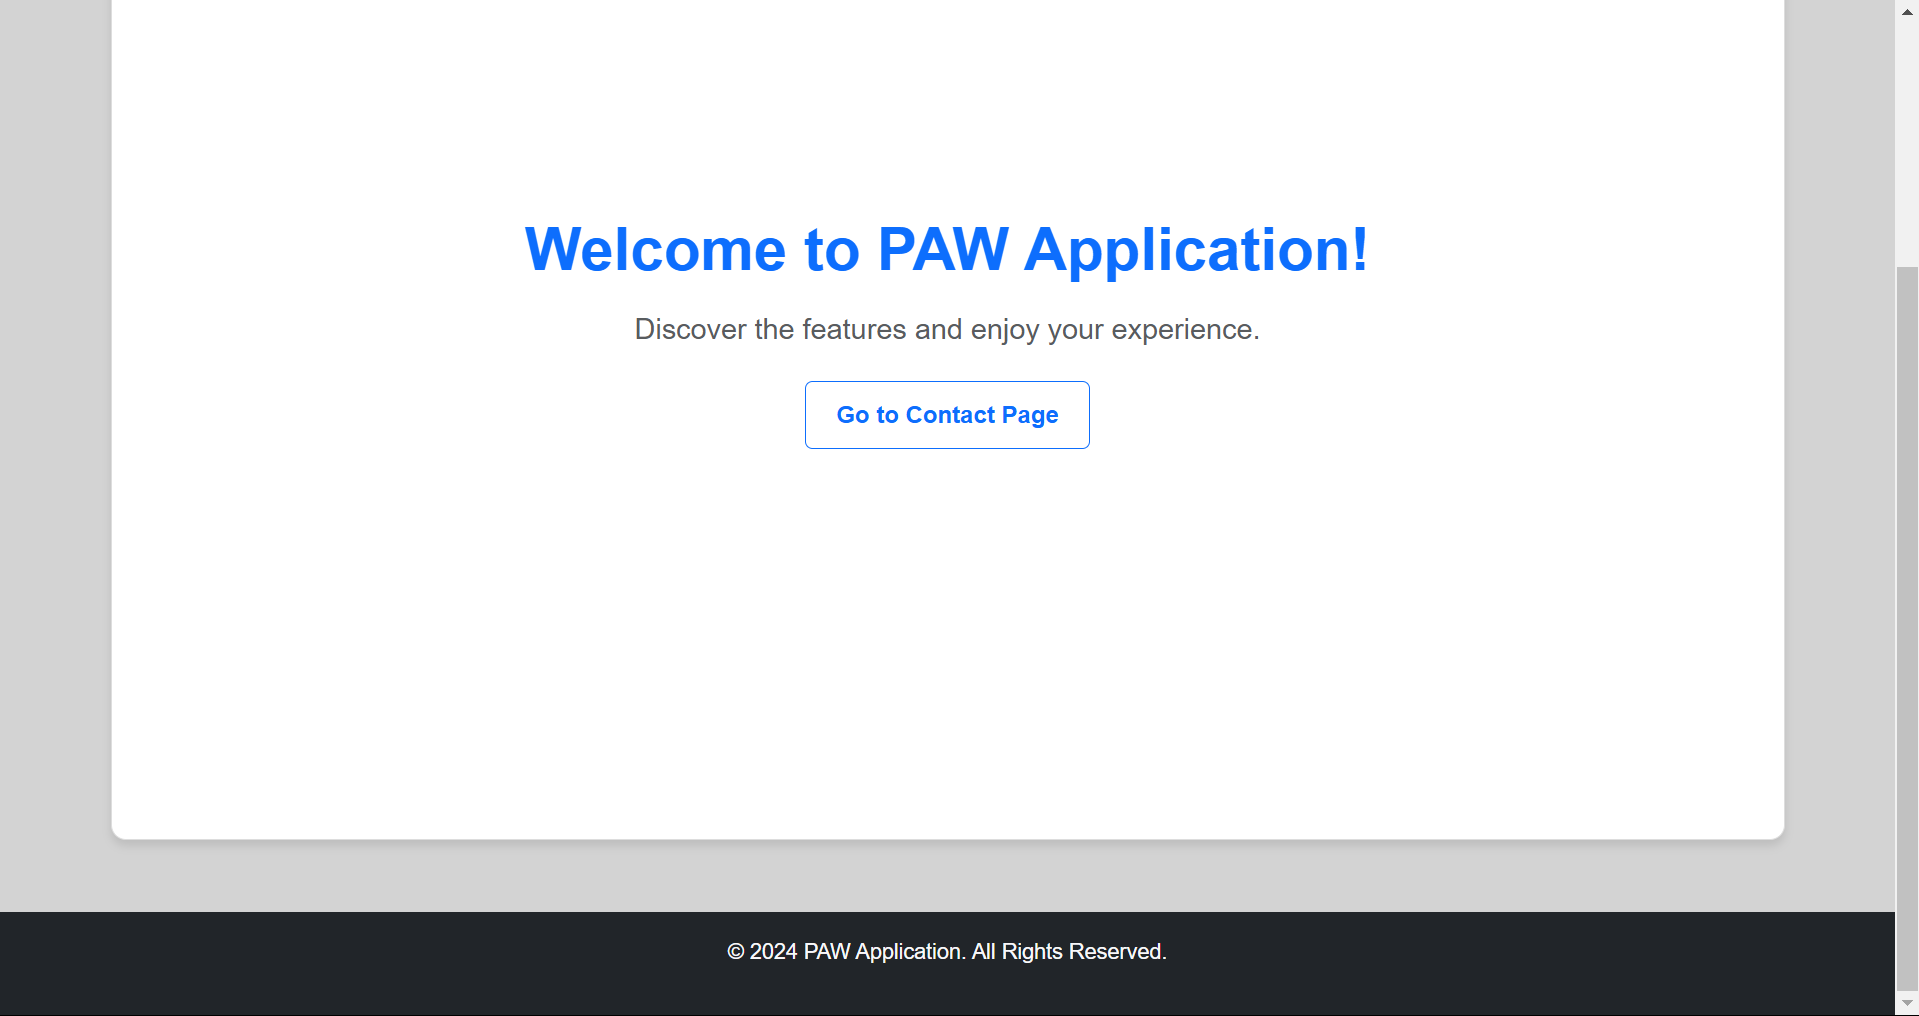 Welcome to PAW Application!
Discover the features and enjoy your experience.
Go to Contact Page
© 2024 PAW Application. All Rights Reserved.